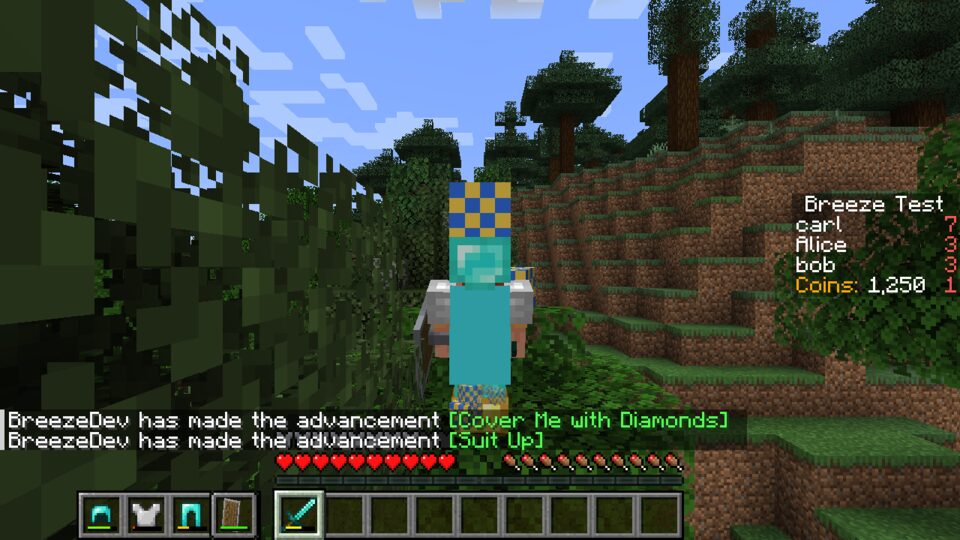 Breeze Test
carl 7
Alice 3
bob 3
Coins: 1,250 1
BreezeDev has made the advancement [Cover Me with Diamonds]
BreezeDev has made the advancement [Suit Up]